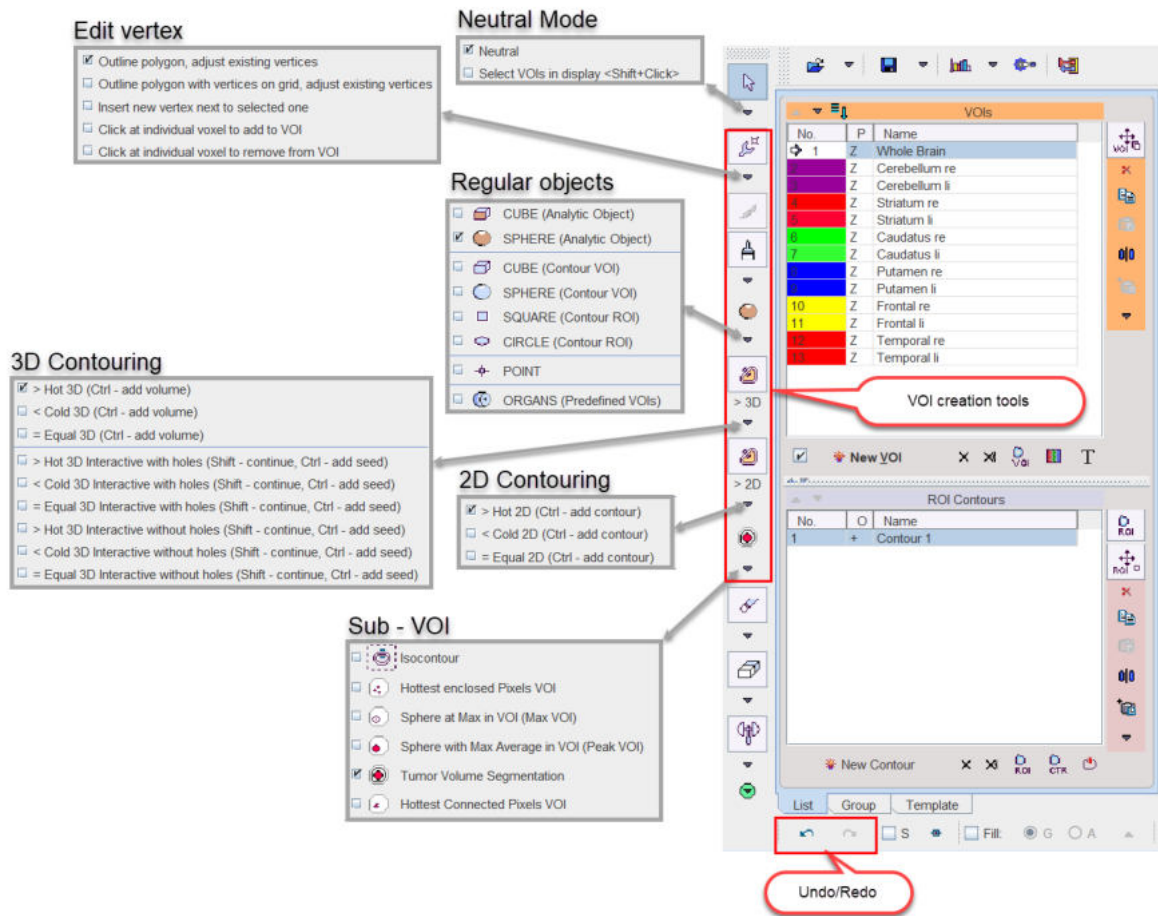 Edit vertex
Outline polygon, adjust existing vertices
Outline polygon with vertices on grid, adjust existing vertices
Insert new vertex next to selected one
Click at individual voxel to add to VOI
Click at individual voxel to remove from VOI
Neutral Mode
Neutral
Select VOIs in display <Shift+Click>
Regular objects
CUBE (Analytic Object)
SPHERE (Analytic Object)
CUBE (Contour VOI)
SPHERE (Contour VOI)
SQUARE (Contour ROI)
CIRCLE (Contour ROI)
POINT
ORGANS (Predefined VOIs)
3D Contouring
> Hot 3D (Ctrl - add volume)
< Cold 3D (Ctrl - add volume)
= Equal 3D (Ctrl - add volume)
> Hot 3D Interactive with holes (Shift - continue, Ctrl - add seed)
< Cold 3D Interactive with holes (Shift - continue, Ctrl - add seed)
= Equal 3D Interactive with holes (Shift - continue, Ctrl - add seed)
> Hot 3D Interactive without holes (Shift - continue, Ctrl - add seed)
< Cold 3D Interactive without holes (Shift - continue, Ctrl - add seed)
= Equal 3D Interactive without holes (Shift - continue, Ctrl - add seed)
2D Contouring
> Hot 2D (Ctrl - add contour)
< Cold 2D (Ctrl - add contour)
= Equal 2D (Ctrl - add contour)
Sub - VOI
Isocontour
Hottest enclosed Pixels VOI
Sphere at Max in VOI (Max VOI)
Sphere with Max Average in VOI (Peak VOI)
Tumor Volume Segmentation
Hottest Connected Pixels VOI
> 3D
> 2D
VOIs
No. P Name
1 Z Whole Brain
2 Z Cerebellum re
3 Z Cerebellum li
4 Z Striatum re
5 Z Striatum li
6 Z Caudatus re
7 Z Caudatus li
Z Putamen re
Z Putamen li
10 Z Frontal re
11 Z Frontal li
12 Z Temporal re
13 Z Temporal li
VOI
VOI creation tools
New VOI
VOI
T
ROI Contours
No. O Name
1 + Contour 1
ROI
ROI
New Contour
ROI
CTR
List Group Template
S Fill: G A
Undo/Redo